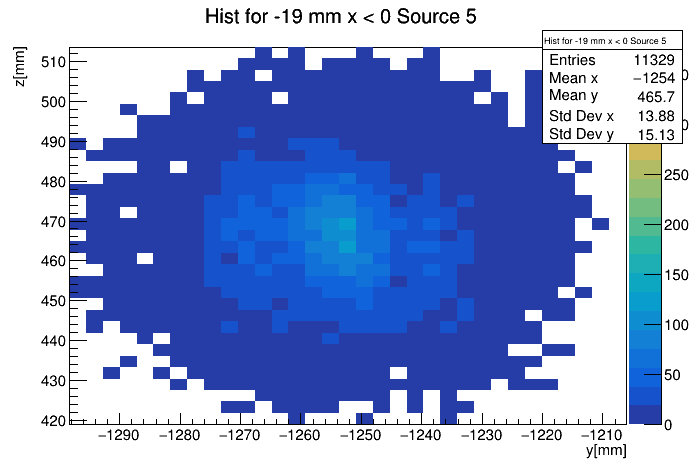 Hist for -19 mm x < 0 Source 5
z[mm]
510
500
490
480
470
460
450
440
430
420
−1290 −1280 −1270 −1260 −1250 −1240 −1230 −1220 −1210
y[mm]
Hist for -19 mm x < 0 Source 5
Entries 11329
Mean x −1254
Mean y 465.7
Std Dev x 13.88
Std Dev y 15.13
250
200
150
100
50
0